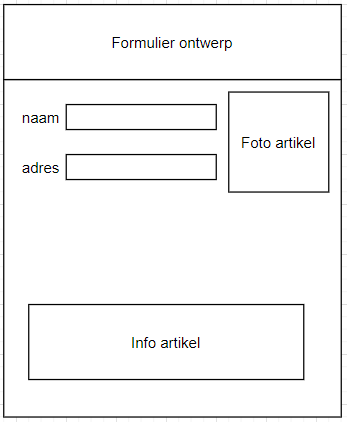 Formulier ontwerp
naam
Foto artikel
adres
Info artikel